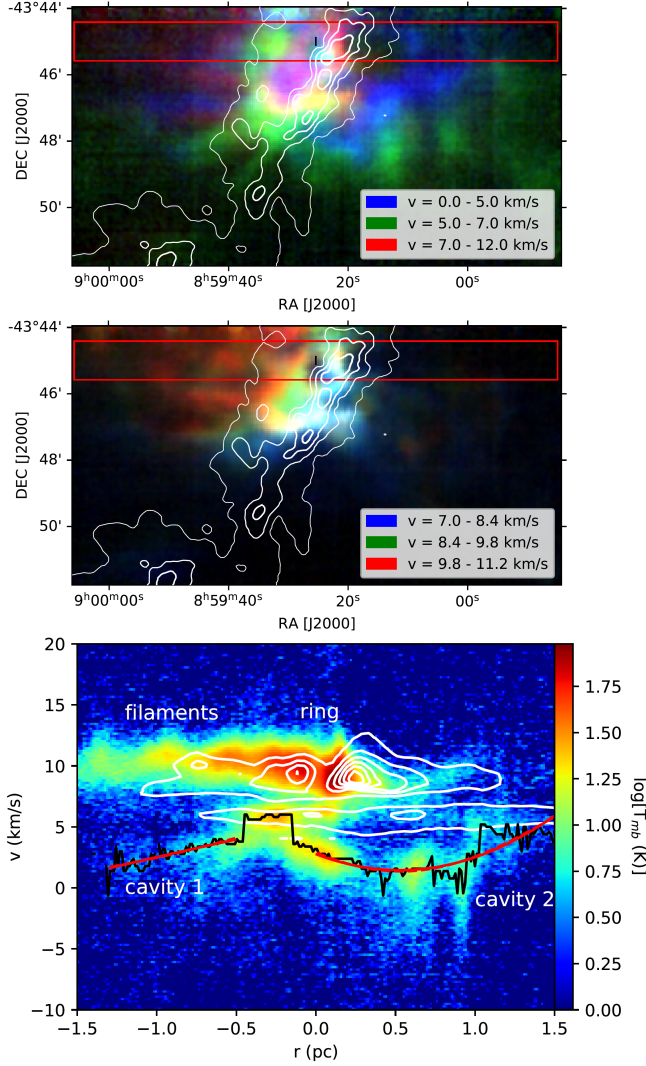 -43°44'
46'
48'
50'
DEC [J2000]
v = 0.0 - 5.0 km/s
v = 5.0 - 7.0 km/s
v = 7.0 - 12.0 km/s
9h00m00s
8h59m40s
20s
00s
RA [J2000]
-43°44'
46'
48'
50'
DEC [J2000]
v = 7.0 - 8.4 km/s
v = 8.4 - 9.8 km/s
v = 9.8 - 11.2 km/s
9h00m00s
8h59m40s
20s
00s
RA [J2000]
20
15
10
5
0
−5
−10
v (km/s)
filaments
ring
cavity 1
cavity 2
−1.5
−1.0
−0.5
0.0
0.5
1.0
1.5
r (pc)
1.75
1.50
1.25
1.00
0.75
0.50
0.25
0.00
log[Tmb (K)]